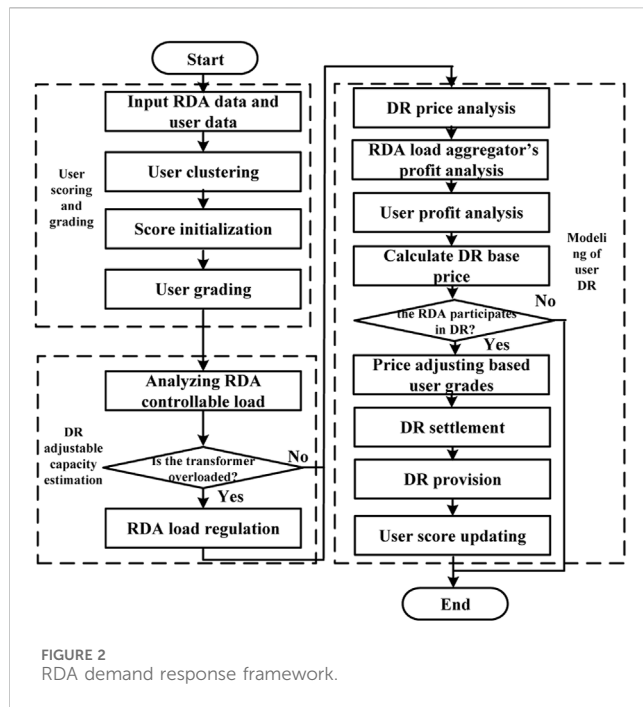 Start
Input RDA data and
user data
User clustering
Score initialization
User grading
User
scoring
and
grading
Analyzing RDA
controllable load
Is the transformer
overloaded?
No
Yes
RDA load regulation
DR
adjustable
capacity
estimation
DR price analysis
RDA load aggregator's
profit analysis
User profit analysis
Calculate DR base
price
the RDA participates
in DR?
No
Yes
Price adjusting based
user grades
DR settlement
DR provision
User score updating
Modeli
ng of
user
DR
End
FIGURE 2
RDA demand response framework.